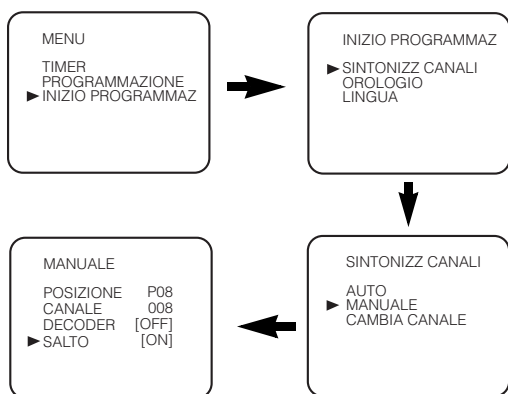 MENU
TIMER
PROGRAMMAZIONE
INIZIO PROGRAMMAZ
INIZIO PROGRAMMAZ
SINTONIZZ CANALI
OROLOGIO
LINGUA
SINTONIZZ CANALI
AUTO
MANUALE
CAMBIA CANALE
MANUALE
POSIZIONE P08
CANALE 008
DECODER [OFF]
SALTO [ON]